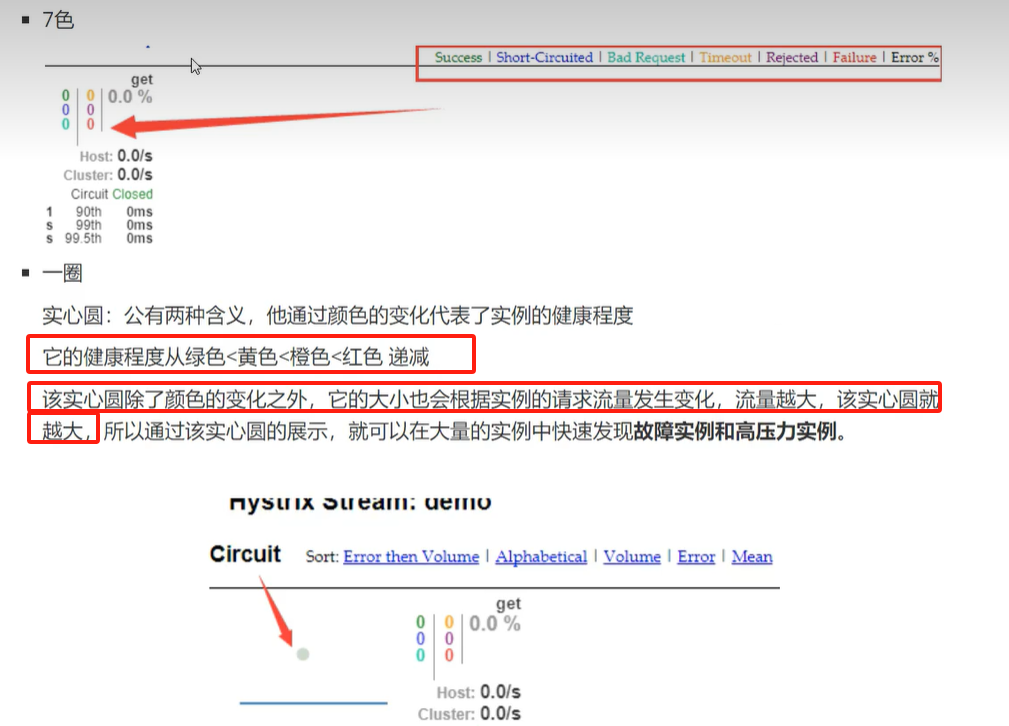 7色
Success | Short-Circuited | Bad Request | Timeout | Rejected | Failure | Error %
get
0 0 0.0 %
0 0
0 0
Host: 0.0/s
Cluster: 0.0/s
Circuit Closed
1 90th 0ms
s 99th 0ms
s 99.5th 0ms
一圈
实心圆：公有两种含义，他通过颜色的变化代表了实例的健康程度
它的健康程度从绿色<黄色<橙色<红色 递减
该实心圆除了颜色的变化之外，它的大小也会根据实例的请求流量发生变化，流量越大，该实心圆就
越大，所以通过该实心圆的展示，就可以在大量的实例中快速发现故障实例和高压力实例。
Hystrix Stream: demo
Circuit Sort: Error then Volume | Alphabetical | Volume | Error | Mean
get
0 0 0.0 %
0 0
0 0
Host: 0.0/s
Cluster: 0.0/s